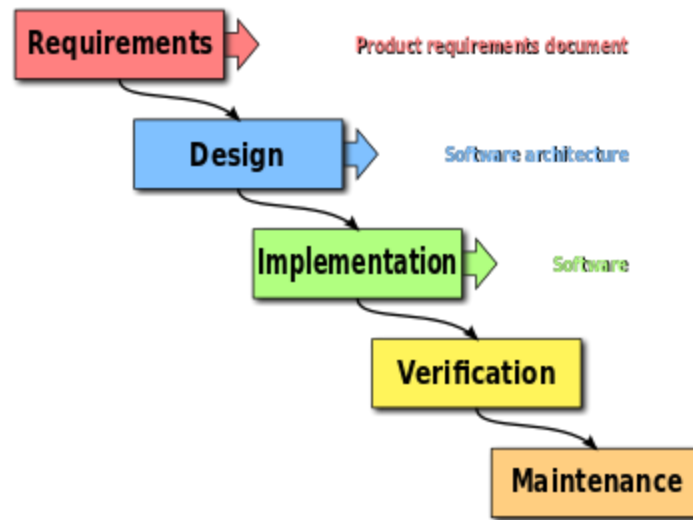 Requirements
Product requirements document
Design
Software architecture
Implementation
Software
Verification
Maintenance